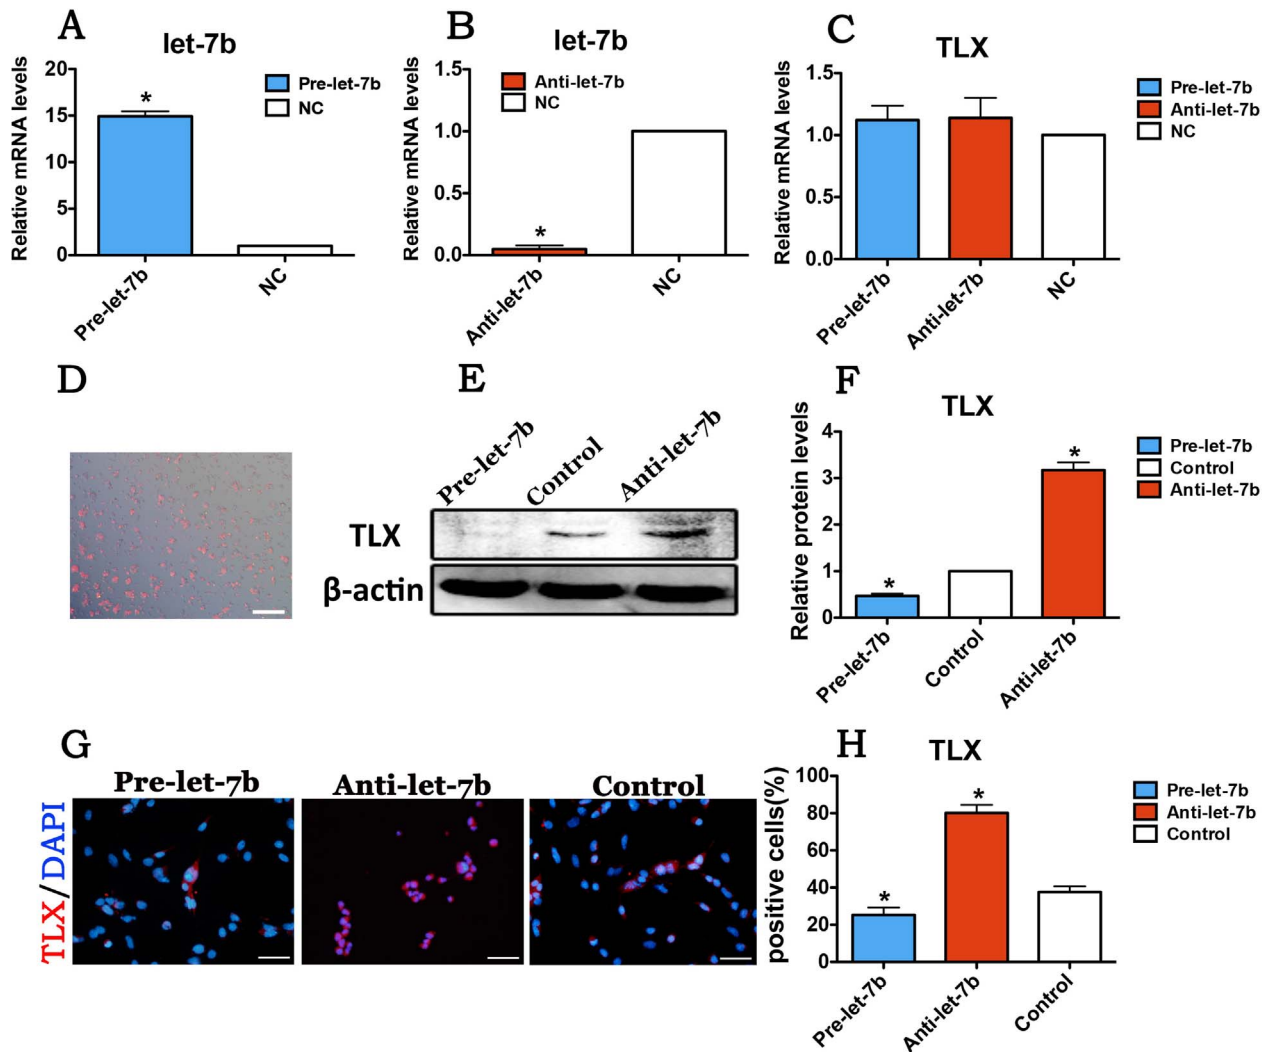 A
let-7b
Relative mRNA levels
20
15
10
5
0
*
Pre-let-7b
NC
Pre-let-7b
NC
B
let-7b
Relative mRNA levels
1.5
1.0
0.5
0.0
*
Anti-let-7b
NC
Anti-let-7b
NC
C
TLX
Relative mRNA levels
1.5
1.0
0.5
0.0
Pre-let-7b
Anti-let-7b
NC
Pre-let-7b
Anti-let-7b
NC
D
E
Pre-let-7b
Control
Anti-let-7b
TLX
β-actin
F
TLX
Relative protein levels
4
3
2
1
0
*
*
Pre-let-7b
Control
Anti-let-7b
Pre-let-7b
Control
Anti-let-7b
G
Pre-let-7b
Anti-let-7b
Control
TLX/DAPI
H
TLX
positive cells(%)
100
80
60
40
20
0
*
*
Pre-let-7b
Anti-let-7b
Control
Pre-let-7b
Anti-let-7b
Control